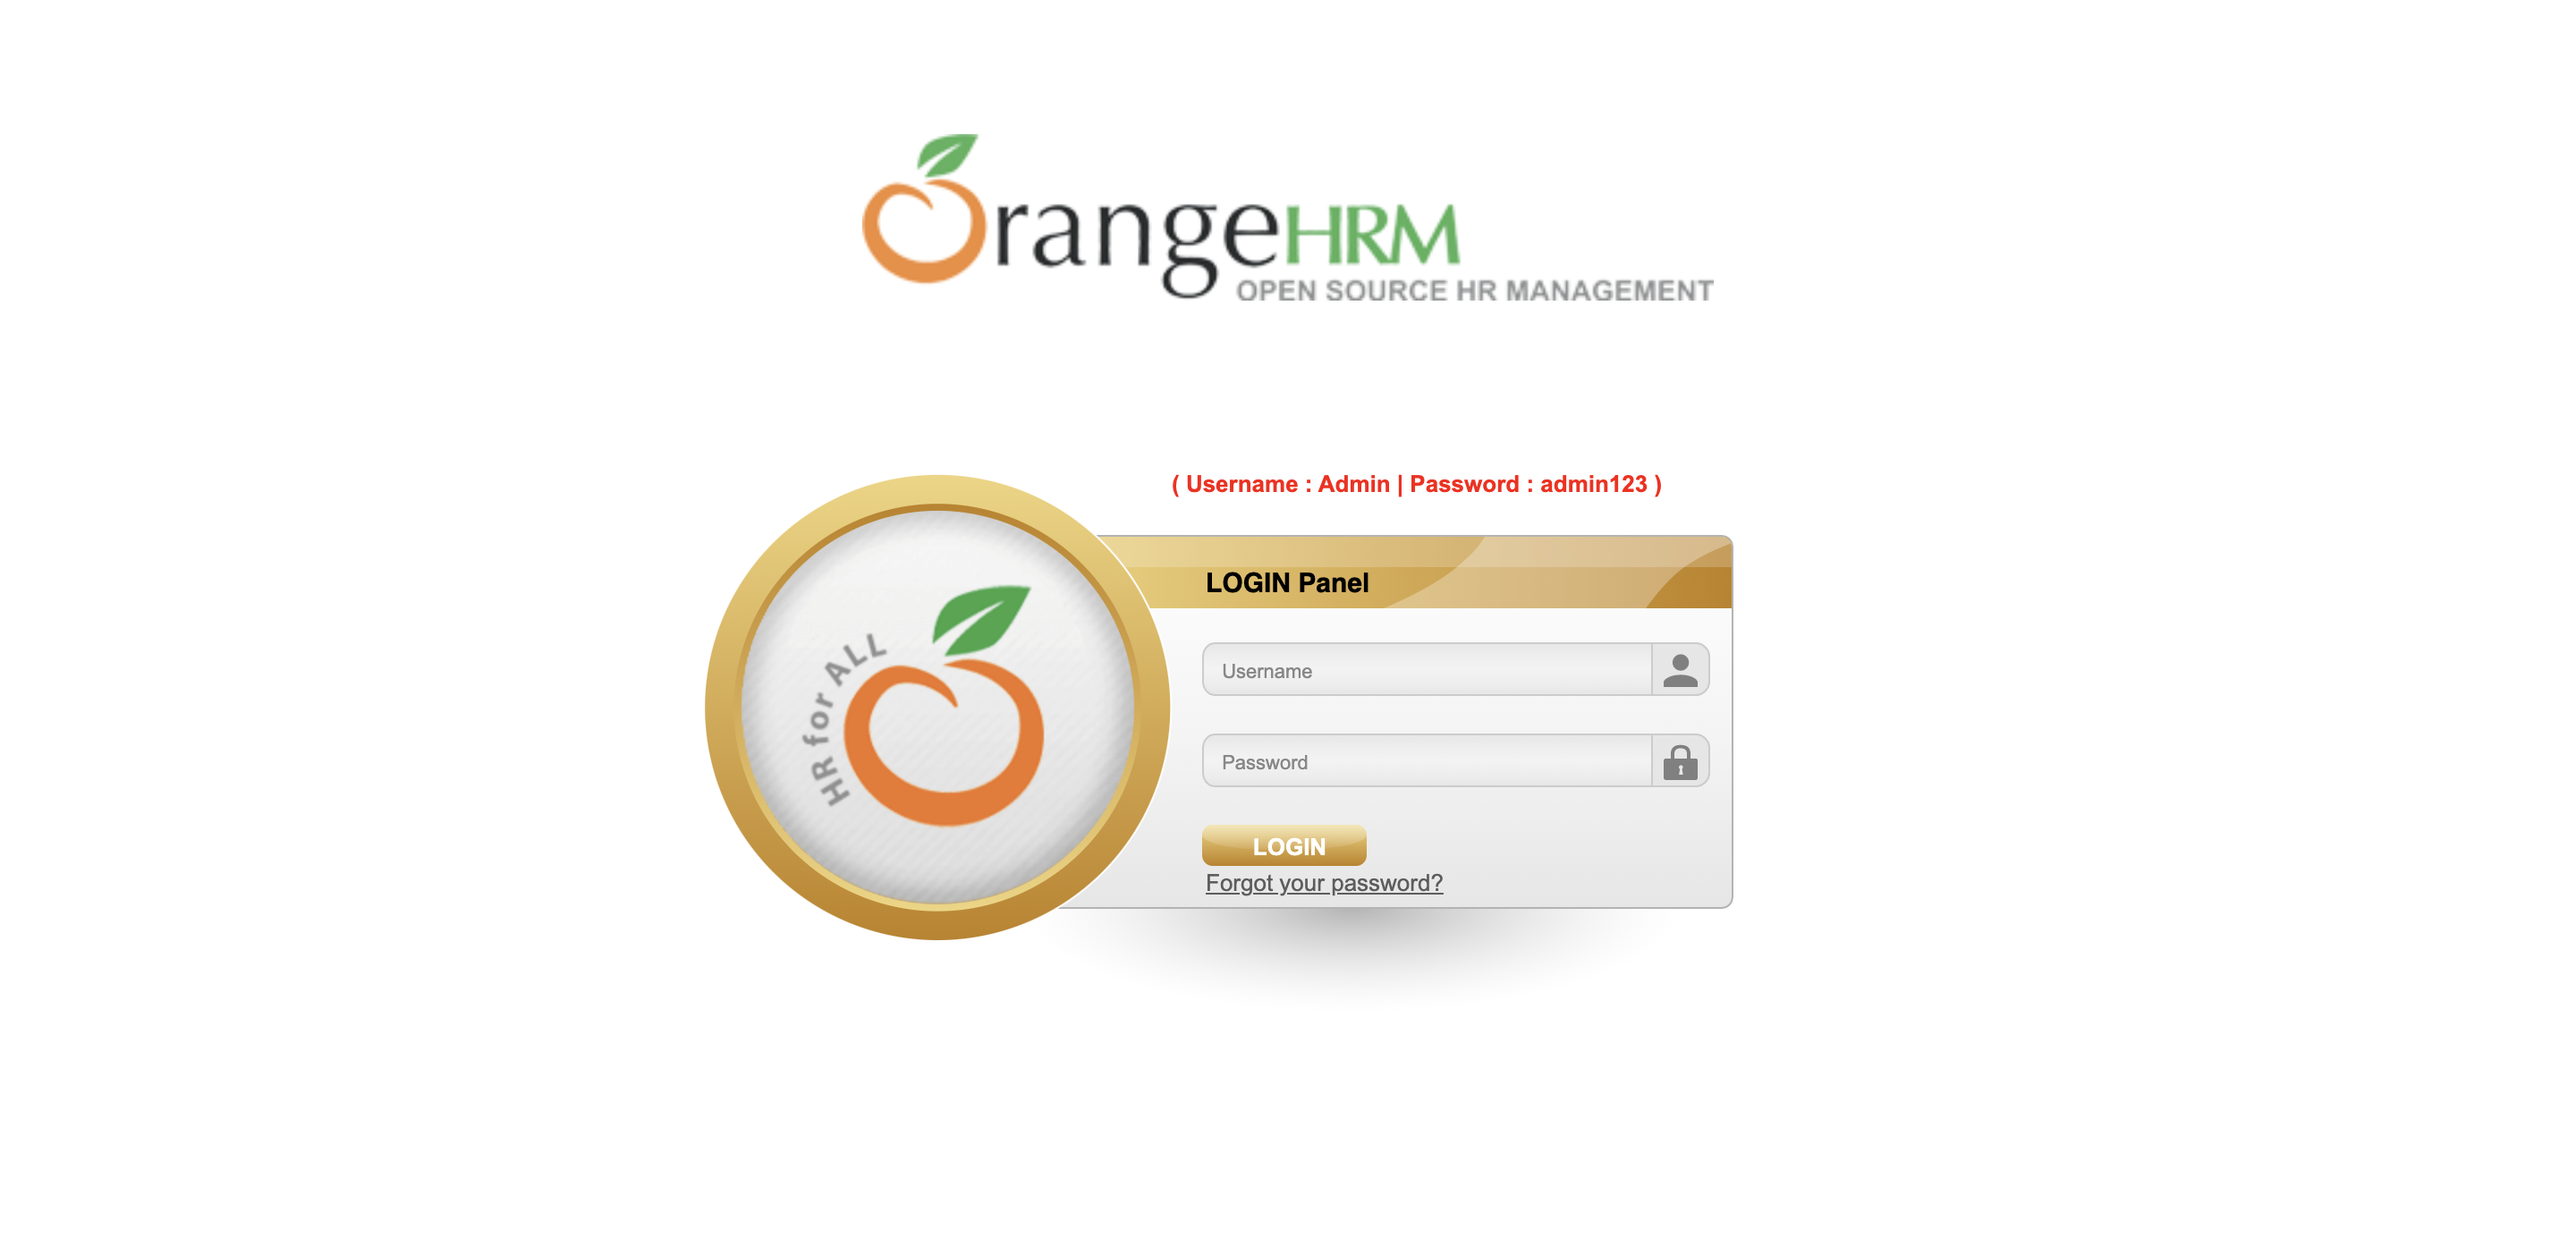 OrangeHRM
OPEN SOURCE HR MANAGEMENT
( Username : Admin | Password : admin123 )
HR for ALL
LOGIN Panel
Username
Password
LOGIN
Forgot your password?